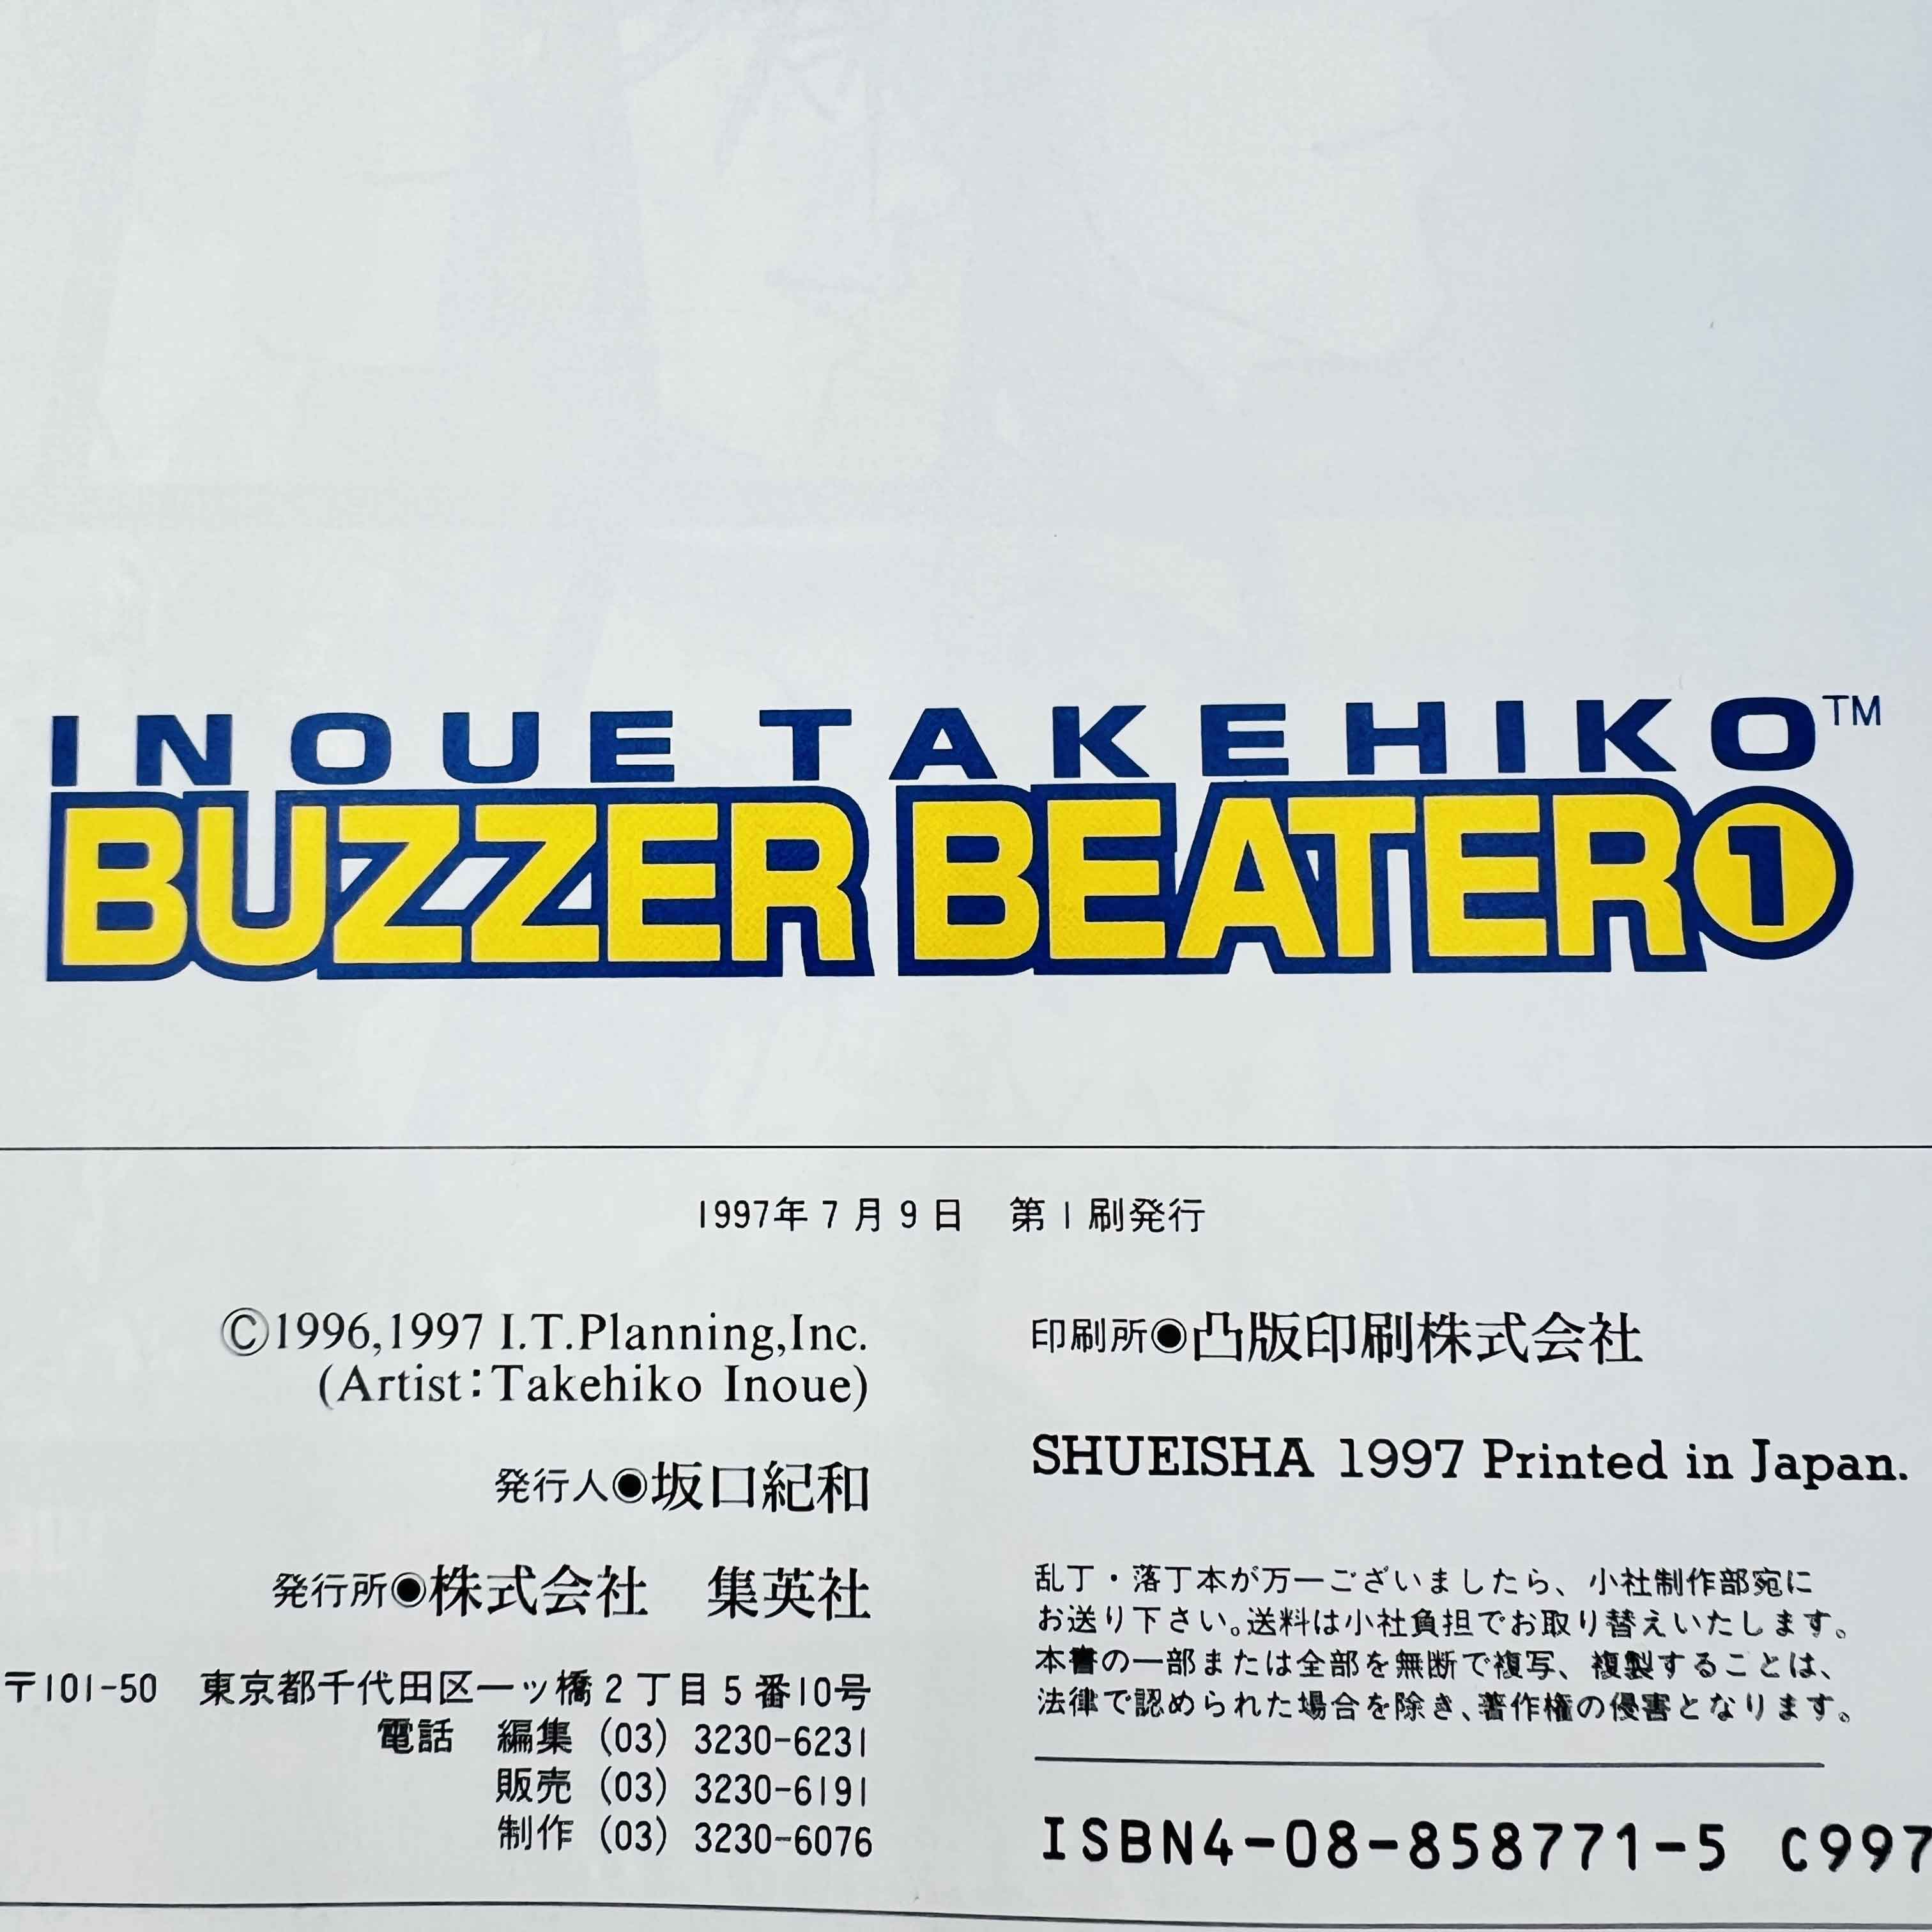 INOUE TAKEHIKO™
BUZZER BEATER①
1997年7月9日　第1刷発行
©1996,1997 I.T.Planning,Inc.
(Artist:Takehiko Inoue)
発行人◉坂口紀和
発行所◉株式会社　集英社
〒101-50　東京都千代田区一ッ橋2丁目5番10号
電話　編集 (03) 3230-6231
販売 (03) 3230-6191
制作 (03) 3230-6076
印刷所◉凸版印刷株式会社
SHUEISHA 1997 Printed in Japan.
乱丁・落丁本が万一ございましたら、小社制作部宛に
お送り下さい。送料は小社負担でお取り替えいたします。
本書の一部または全部を無断で複写、複製することは、
法律で認められた場合を除き、著作権の侵害となります。
ISBN4-08-858771-5 C997